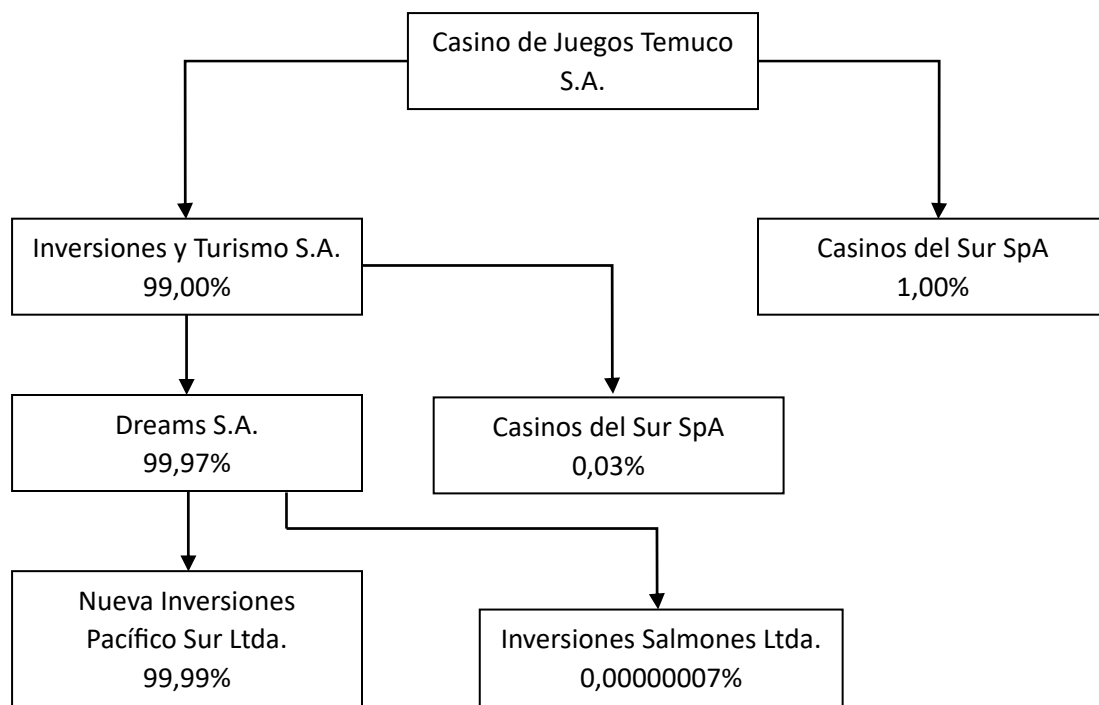 Casino de Juegos Temuco
S.A.
Inversiones y Turismo S.A.
99,00%
Casinos del Sur SpA
1,00%
Dreams S.A.
99,97%
Casinos del Sur SpA
0,03%
Nueva Inversiones
Pacífico Sur Ltda.
99,99%
Inversiones Salmones Ltda.
0,00000007%